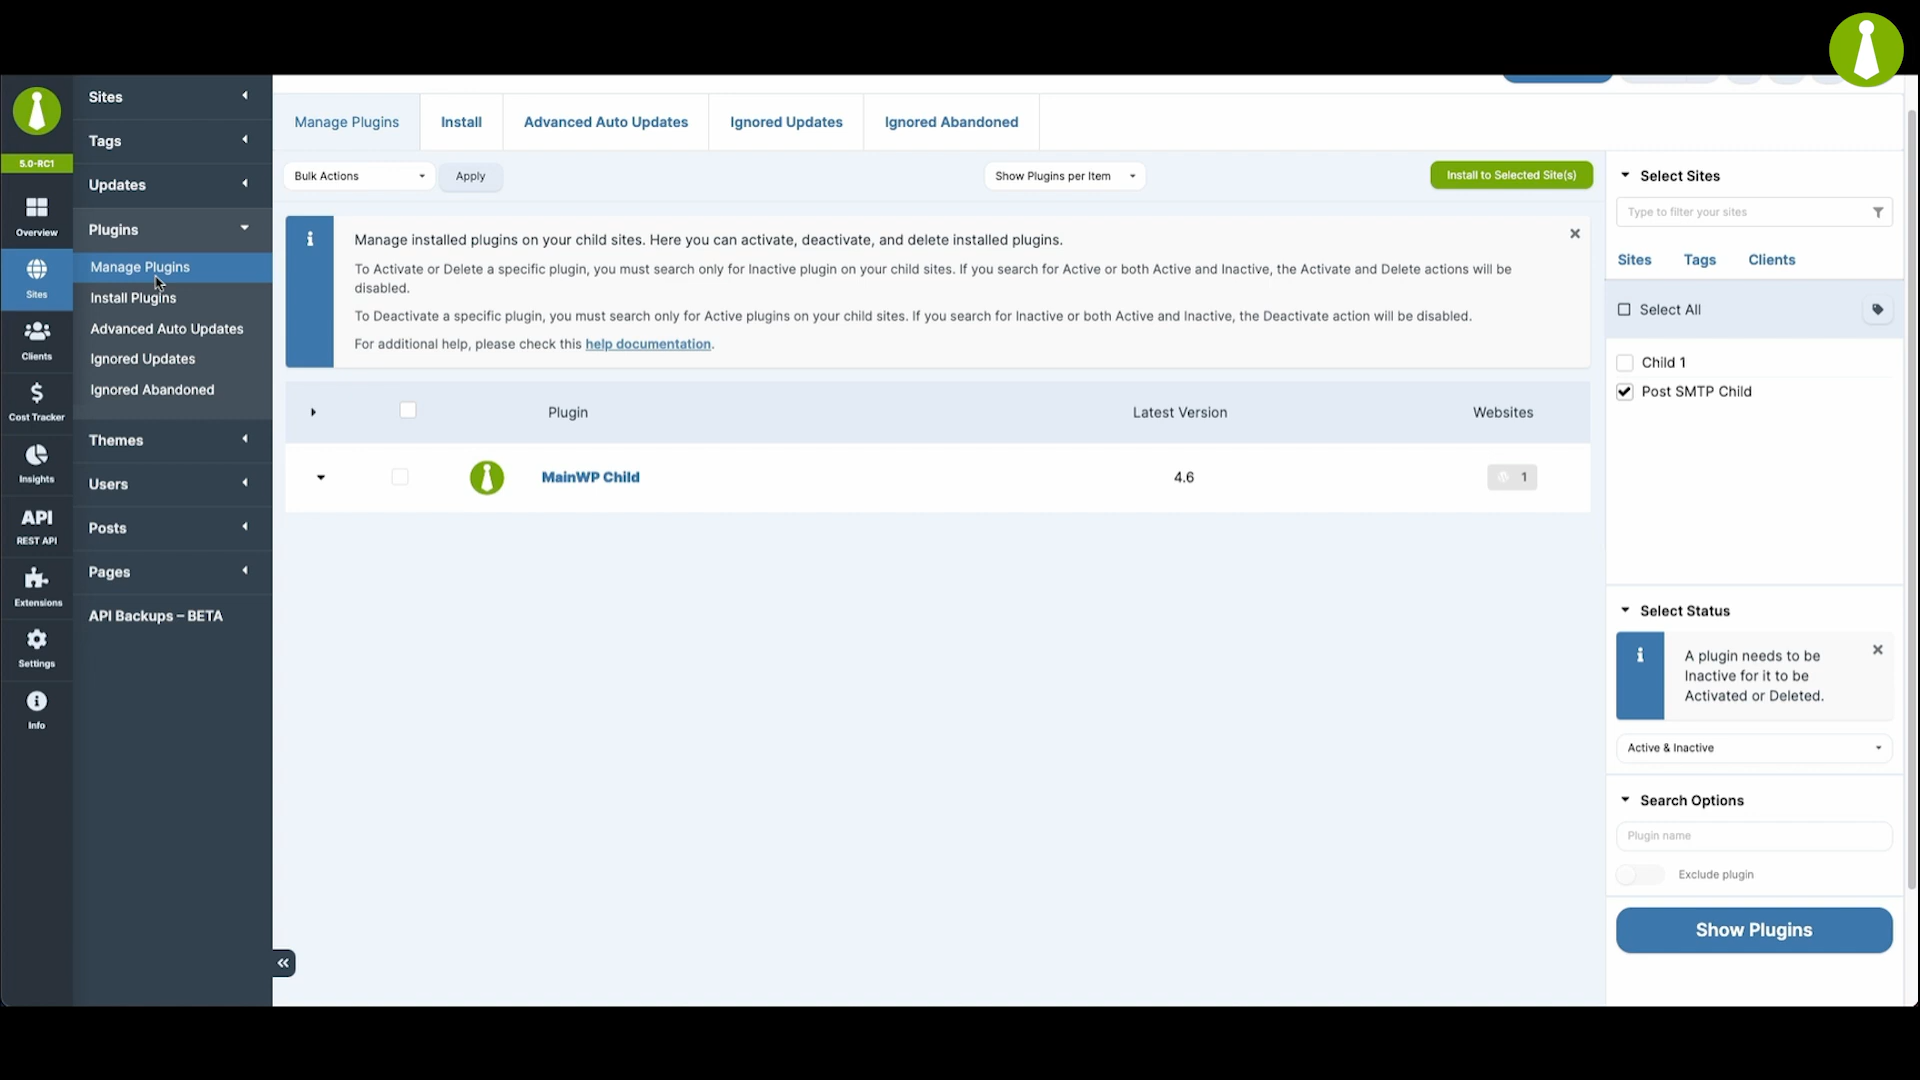 5.0-RC1
Overview
Sites
Clients
Cost Tracker
Insights
API
REST API
Extensions
Settings
Info
Sites
Tags
Updates
Plugins
Manage Plugins
Install Plugins
Advanced Auto Updates
Ignored Updates
Ignored Abandoned
Themes
Users
Posts
Pages
API Backups – BETA
Manage Plugins Install Advanced Auto Updates Ignored Updates Ignored Abandoned
Bulk Actions Apply Show Plugins per Item Install to Selected Site(s)
Manage installed plugins on your child sites. Here you can activate, deactivate, and delete installed plugins.
To Activate or Delete a specific plugin, you must search only for Inactive plugin on your child sites. If you search for Active or both Active and Inactive, the Activate and Delete actions will be
disabled.
To Deactivate a specific plugin, you must search only for Active plugins on your child sites. If you search for Inactive or both Active and Inactive, the Deactivate action will be disabled.
For additional help, please check this help documentation.
Plugin Latest Version Websites
MainWP Child 4.6 1
Select Sites
Type to filter your sites
Sites Tags Clients
Select All
Child 1
Post SMTP Child
Select Status
A plugin needs to be
Inactive for it to be
Activated or Deleted.
Active & Inactive
Search Options
Plugin name
Exclude plugin
Show Plugins